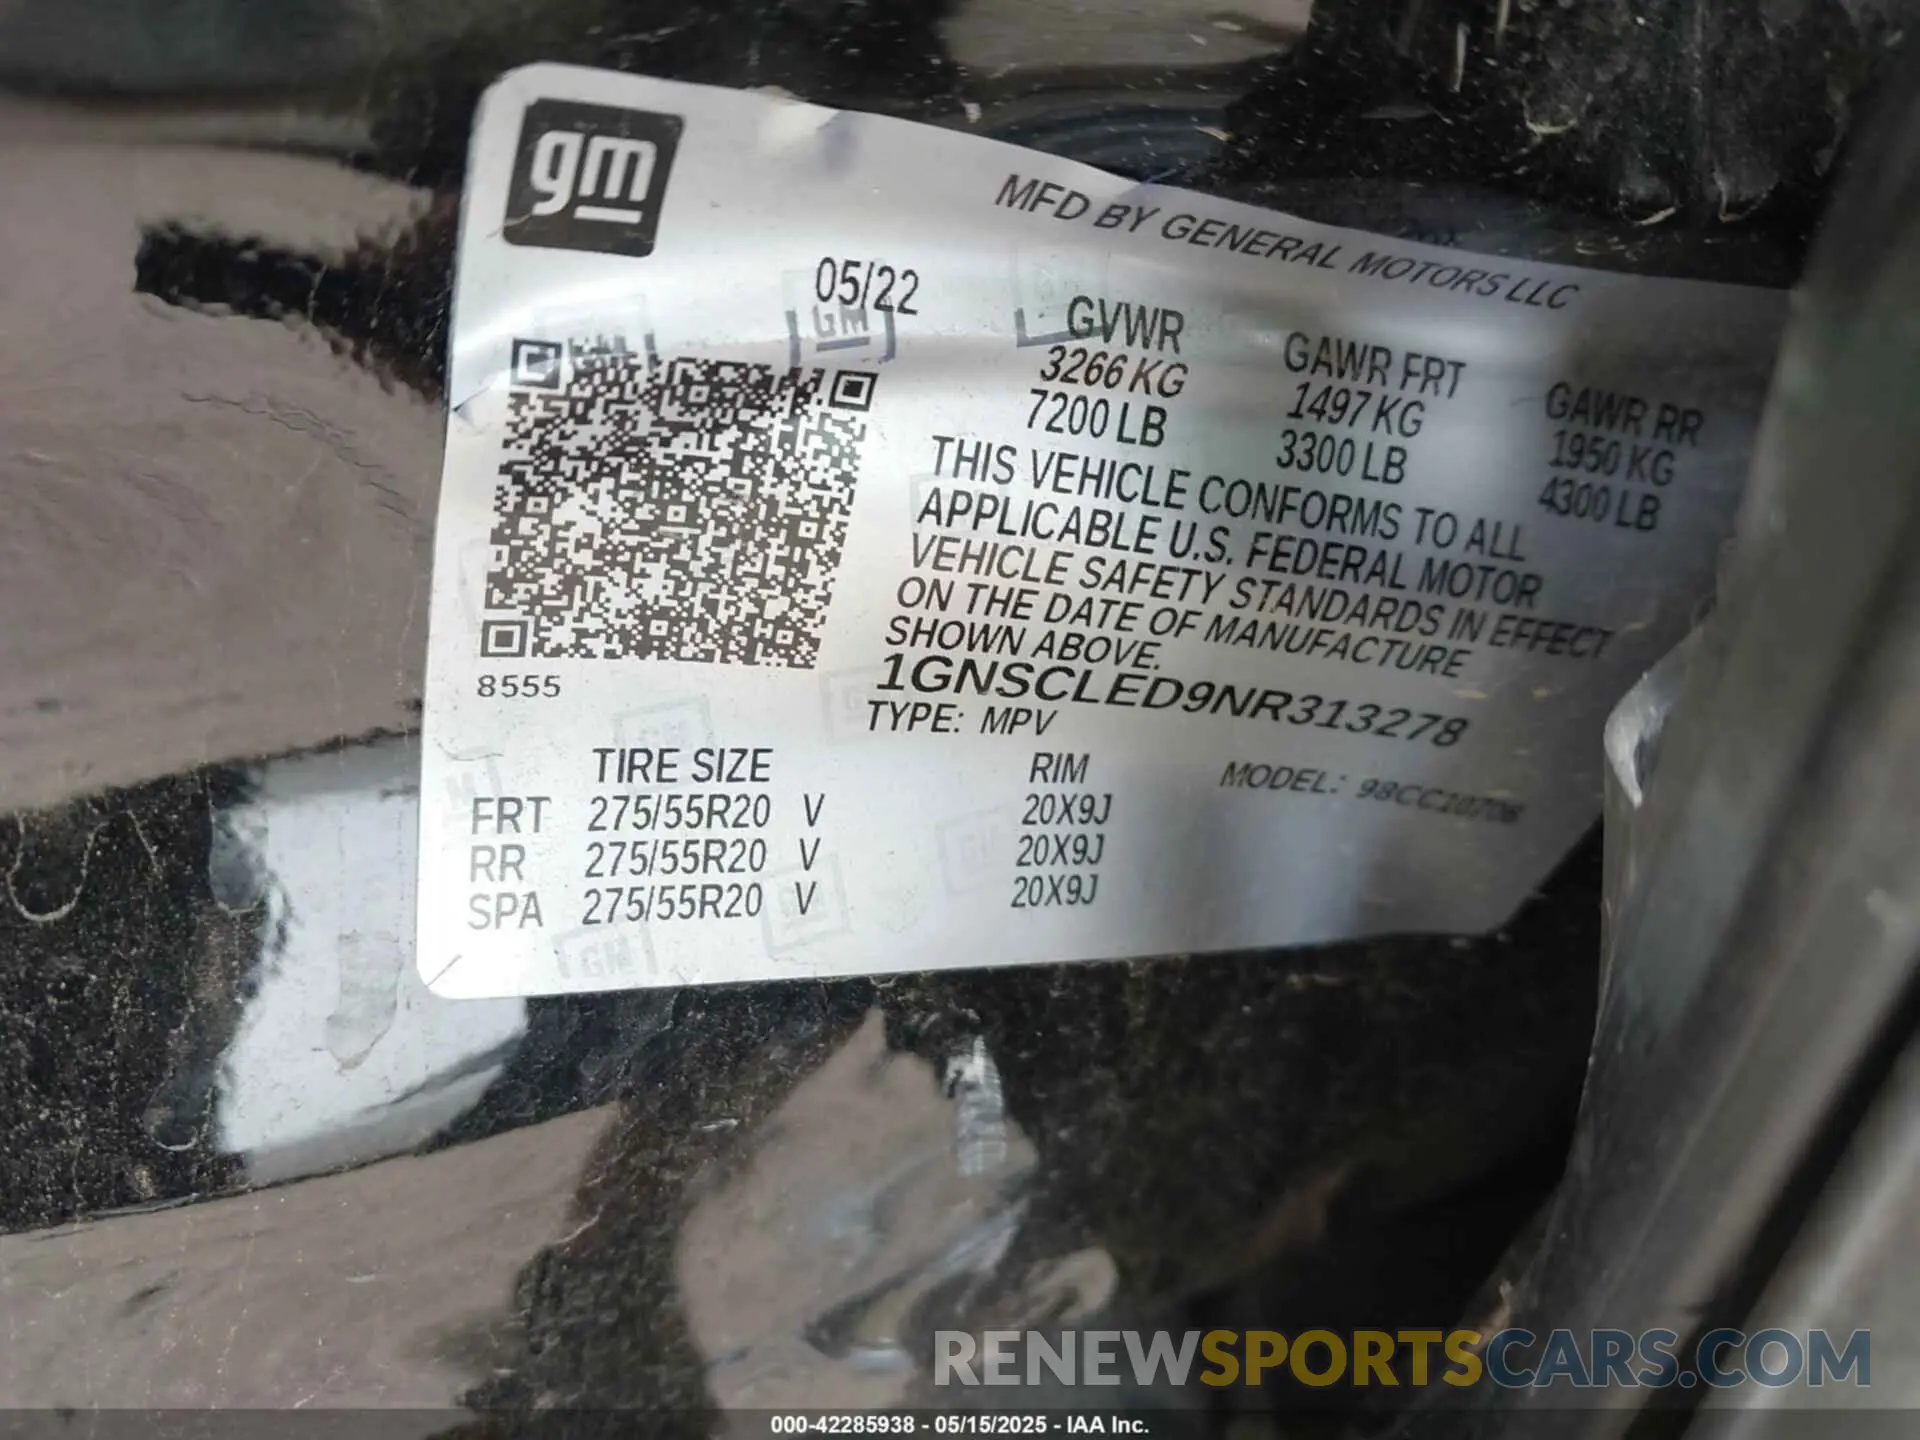 gm
MFD BY GENERAL MOTORS LLC
05/22
GVWR GAWR FRT GAWR RR
3266 KG 1497 KG 1950 KG
7200 LB 3300 LB 4300 LB
THIS VEHICLE CONFORMS TO ALL
APPLICABLE U.S. FEDERAL MOTOR
VEHICLE SAFETY STANDARDS IN EFFECT
ON THE DATE OF MANUFACTURE
SHOWN ABOVE.
1GNSCLED9NR313278
8555
TYPE: MPV
MODEL: 98CC10706
TIRE SIZE RIM
FRT 275/55R20 V 20X9J
RR 275/55R20 V 20X9J
SPA 275/55R20 V 20X9J
GM
GM
RENEWSPORTSCARS.COM
000-42285938 - 05/15/2025 - IAA Inc.